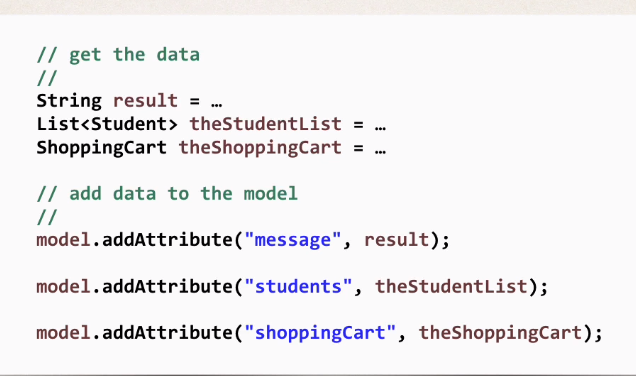 // get the data
//
String result = …
List<Student> theStudentList = …
ShoppingCart theShoppingCart = …
// add data to the model
//
model.addAttribute("message", result);
model.addAttribute("students", theStudentList);
model.addAttribute("shoppingCart", theShoppingCart);